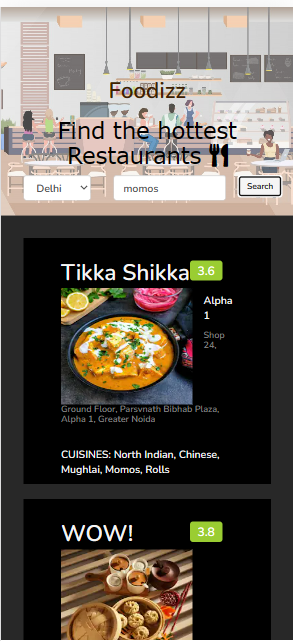 Foodizz
Find the hottest
Restaurants
Delhi
momos
Search
Tikka Shikka
3.6
Alpha
1
Shop
24,
Ground Floor, Parsvnath Bibhab Plaza,
Alpha 1, Greater Noida
CUISINES: North Indian, Chinese,
Mughlai, Momos, Rolls
WOW!
3.8